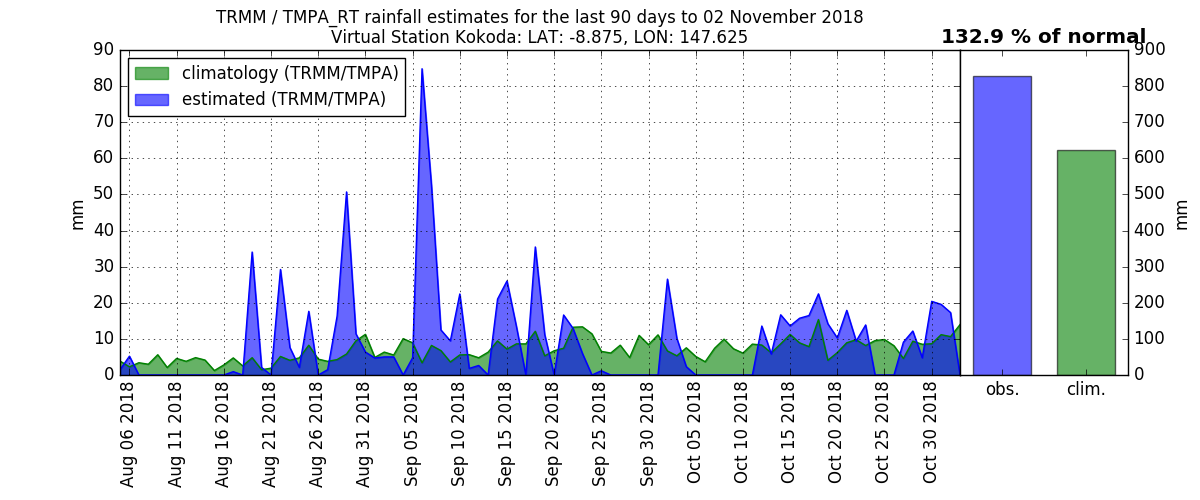 TRMM / TMPA_RT rainfall estimates for the last 90 days to 02 November 2018
Virtual Station Kokoda: LAT: -8.875, LON: 147.625
132.9 % of normal
climatology (TRMM/TMPA)
estimated (TRMM/TMPA)
90
80
70
60
50
40
30
20
10
0
mm
900
800
700
600
500
400
300
200
100
0
mm
Aug 06 2018
Aug 11 2018
Aug 16 2018
Aug 21 2018
Aug 26 2018
Aug 31 2018
Sep 05 2018
Sep 10 2018
Sep 15 2018
Sep 20 2018
Sep 25 2018
Sep 30 2018
Oct 05 2018
Oct 10 2018
Oct 15 2018
Oct 20 2018
Oct 25 2018
Oct 30 2018
obs.
clim.